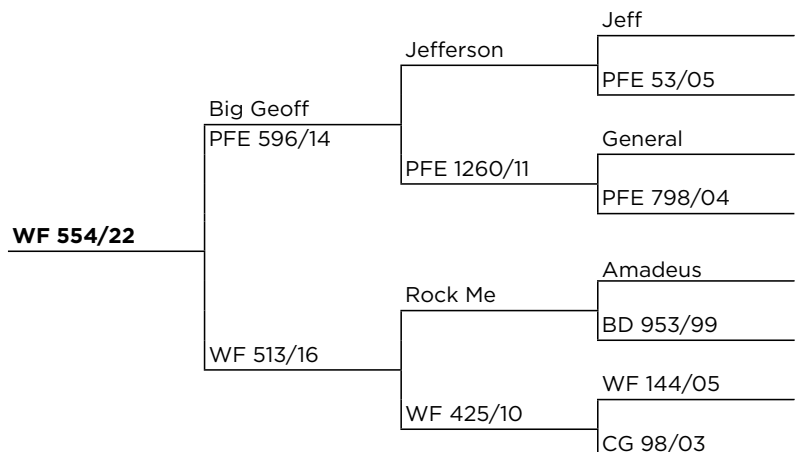 Jeff
Jefferson
PFE 53/05
Big Geoff
PFE 596/14
General
PFE 1260/11
PFE 798/04
WF 554/22
Amadeus
Rock Me
BD 953/99
WF 513/16
WF 144/05
WF 425/10
CG 98/03